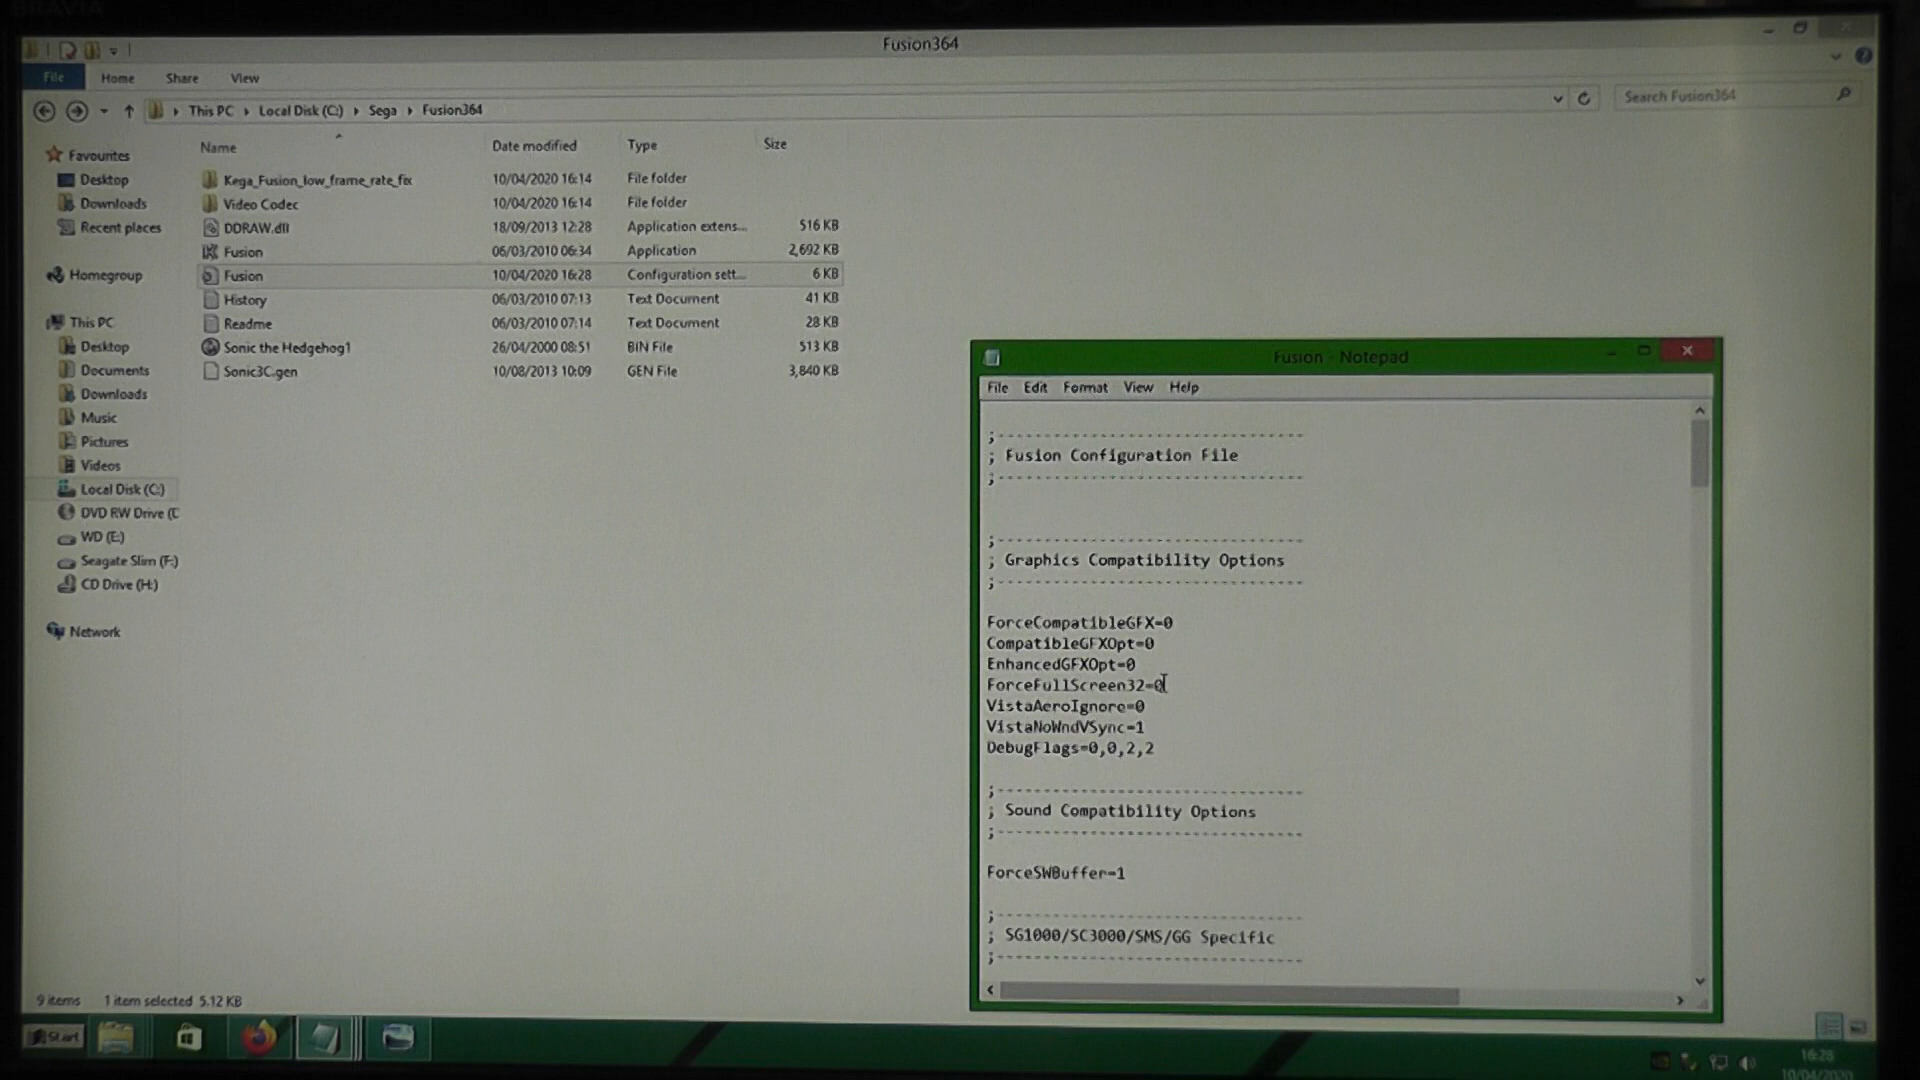 BRAVIA
Fusion364
File Home Share View
This PC Local Disk (C:) Sega Fusion364
Search Fusion364
Name Date modified Type Size
Favourites
Desktop
Downloads
Recent places
Homegroup
This PC
Desktop
Documents
Downloads
Music
Pictures
Videos
Local Disk (C:)
DVD RW Drive (D
WD (E:)
Seagate Slim (F:)
CD Drive (H:)
Network
Kega_Fusion_low_frame_rate_fix 10/04/2020 16:14 File folder
Video Codec 10/04/2020 16:14 File folder
DDRAW.dll 18/09/2013 12:28 Application extens... 516 KB
Fusion 06/03/2010 06:34 Application 2,692 KB
Fusion 10/04/2020 16:28 Configuration sett... 6 KB
History 06/03/2010 07:13 Text Document 41 KB
Readme 06/03/2010 07:14 Text Document 28 KB
Sonic the Hedgehog1 26/04/2000 08:51 BIN File 513 KB
Sonic3C.gen 10/08/2013 10:09 GEN File 3,840 KB
Fusion - Notepad
File Edit Format View Help
;----------------------------------
; Fusion Configuration File
;----------------------------------
;----------------------------------
; Graphics Compatibility Options
;----------------------------------
ForceCompatibleGFX=0
CompatibleGFXOpt=0
EnhancedGFXOpt=0
ForceFullScreen32=0
VistaAeroIgnore=0
VistaNoWndVSync=1
DebugFlags=0,0,2,2
;----------------------------------
; Sound Compatibility Options
;----------------------------------
ForceSWBuffer=1
;----------------------------------
; SG1000/SC3000/SMS/GG Specific
;----------------------------------
9 items 1 item selected 5.12 KB
Start
16:28
10/04/2020